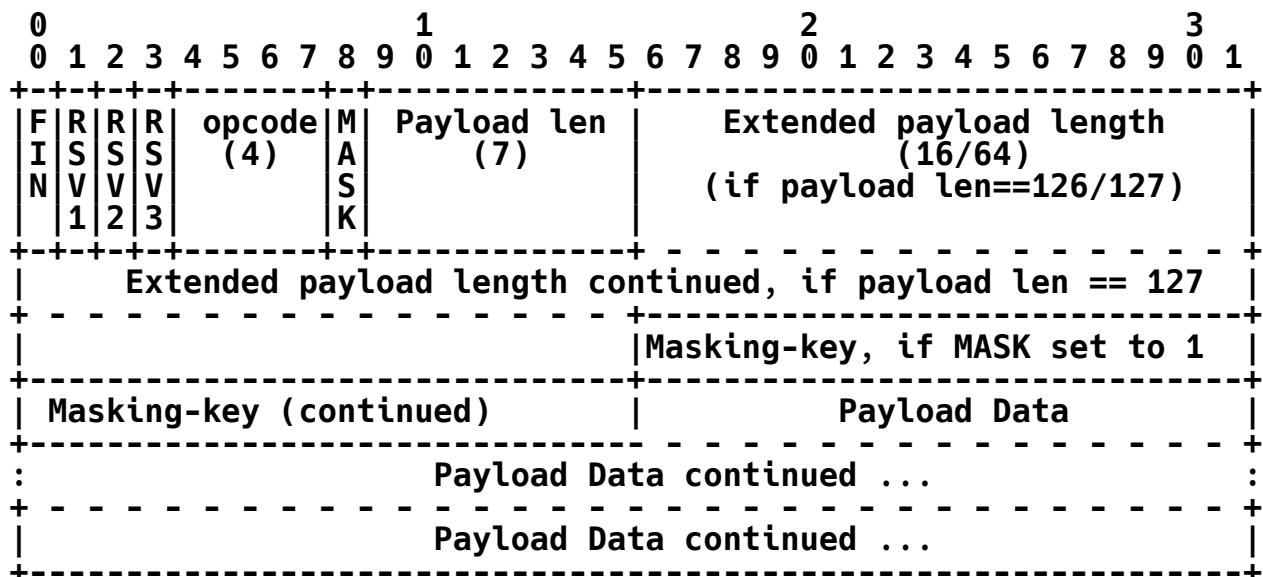 0                   1                   2                   3
 0 1 2 3 4 5 6 7 8 9 0 1 2 3 4 5 6 7 8 9 0 1 2 3 4 5 6 7 8 9 0 1
+-+-+-+-+-------+-+-------------+-------------------------------+
|F|R|R|R| opcode|M| Payload len |    Extended payload length    |
|I|S|S|S|  (4)  |A|     (7)     |             (16/64)           |
|N|V|V|V|       |S|             |   (if payload len==126/127)   |
| |1|2|3|       |K|             |                               |
+-+-+-+-+-------+-+-------------+ - - - - - - - - - - - - - - - +
|     Extended payload length continued, if payload len == 127  |
+ - - - - - - - - - - - - - - - +-------------------------------+
|                               |Masking-key, if MASK set to 1  |
+-------------------------------+-------------------------------+
| Masking-key (continued)       |          Payload Data         |
+-------------------------------- - - - - - - - - - - - - - - - +
:                     Payload Data continued ...                :
+ - - - - - - - - - - - - - - - - - - - - - - - - - - - - - - - +
|                     Payload Data continued ...                |
+---------------------------------------------------------------+